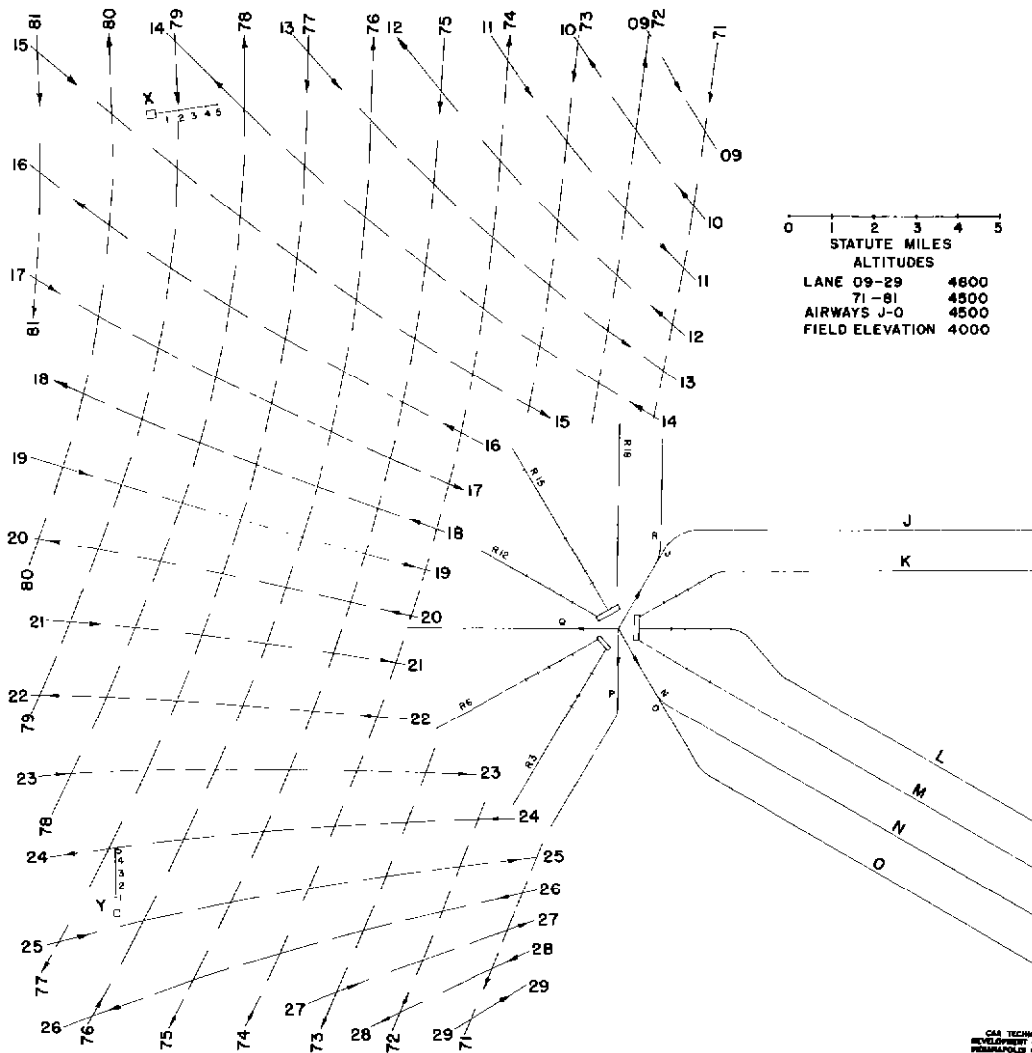 81 80 79 78 77 76 75 74 73 72 71
15 14 13 12 11 10 09
X
1 2 3 4 5
09
16
10
0 1 2 3 4 5
STATUTE MILES
ALTITUDES
LANE 09-29 4600
71-81 4500
AIRWAYS J-O 4500
FIELD ELEVATION 4000
17
11
81
12
18
13
15 14
16
R15
R18
19
17
18
J
20
R12
R
J
K
80
19
20
21
Q
21
22
79
22
R6
P
N
O
23
23
R3
L
78
24
M
24
25
N
5
4
3
2
1
Y
26
O
25
27
77
28
27
29
26 76 75 74 73 28 72 29 71
CAA TECHN
DEVELOPMENT
INDIANAPOLIS